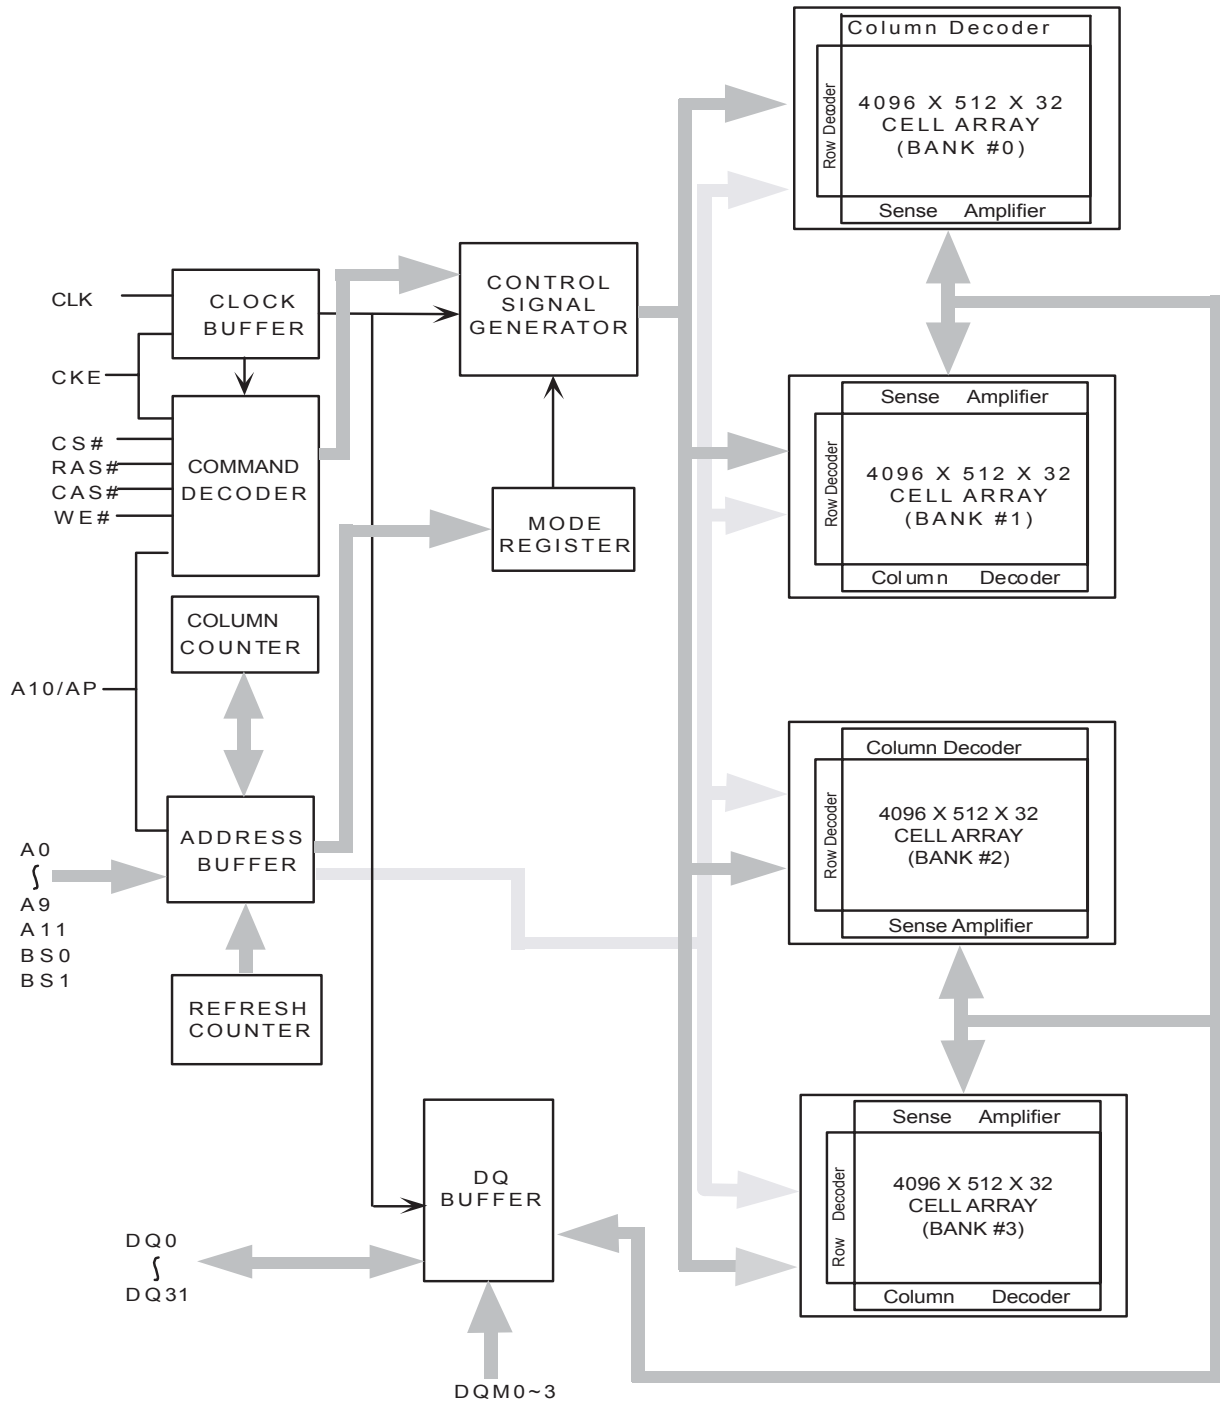 CLK
CKE
CS#
RAS#
CAS#
WE#
A10/AP
A0
A9
A11
BS0
BS1
CLOCK
BUFFER
COMMAND
DECODER
COLUMN
COUNTER
ADDRESS
BUFFER
REFRESH
COUNTER
CONTROL
SIGNAL
GENERATOR
MODE
REGISTER
DQ0
DQ31
DQ
BUFFER
DQM0~3
Column Decoder
Row Decoder
4096 X 512 X 32
CELL ARRAY
(BANK #0)
Sense Amplifier
Sense Amplifier
Row Decoder
4096 X 512 X 32
CELL ARRAY
(BANK #1)
Column Decoder
Column Decoder
Row Decoder
4096 X 512 X 32
CELL ARRAY
(BANK #2)
Sense Amplifier
Sense Amplifier
Row Decoder
4096 X 512 X 32
CELL ARRAY
(BANK #3)
Column Decoder